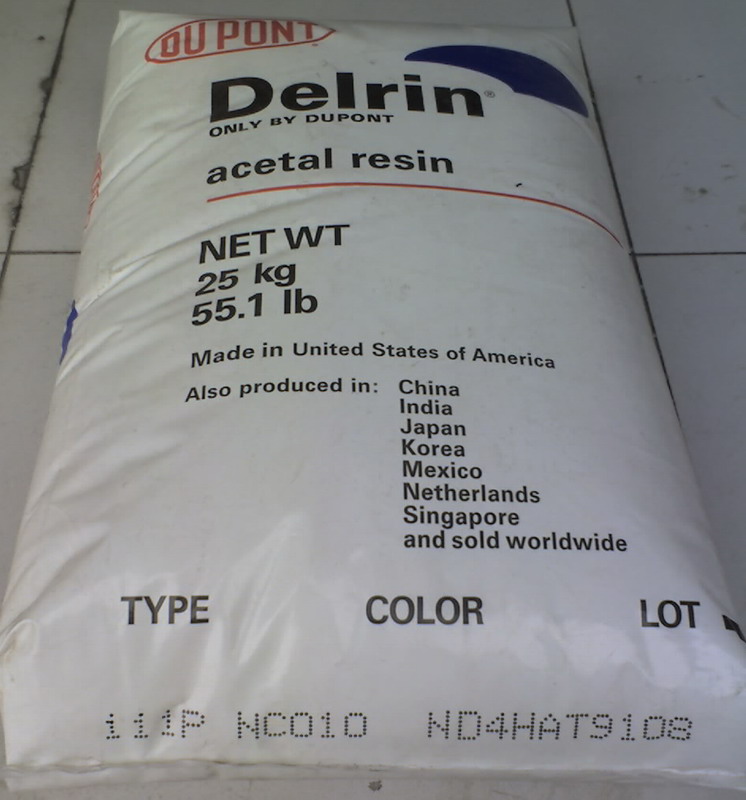 DU PONT
Delrin®
ONLY BY DUPONT
acetal resin
NET WT
25 kg
55.1 lb
Made in United States of America
Also produced in: China
India
Japan
Korea
Mexico
Netherlands
Singapore
and sold worldwide
TYPE COLOR LOT
111P NC010 ND4HAT9108